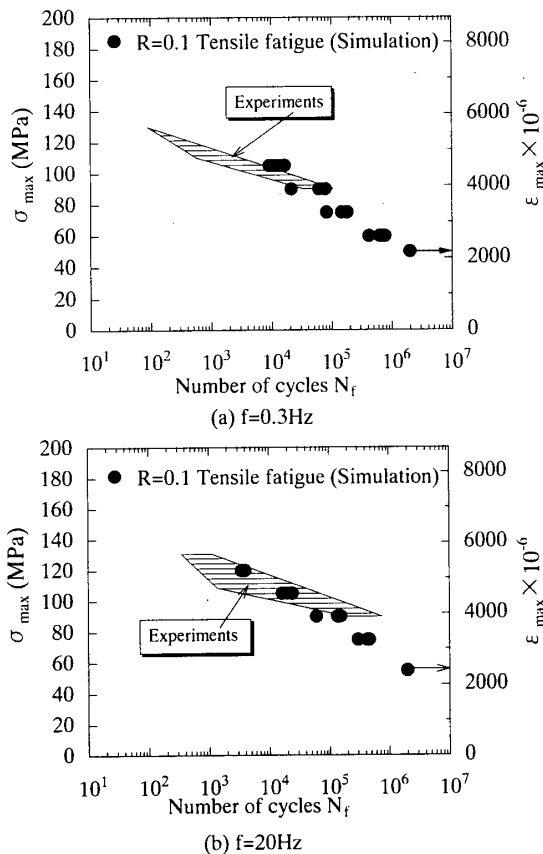 200
180
160
140
120
100
80
60
40
20
0
σ max (MPa)
R=0.1 Tensile fatigue (Simulation)
Experiments
8000
6000
4000
2000
0
ε max ×10-6
10^1 10^2 10^3 10^4 10^5 10^6 10^7
Number of cycles N_f
(a) f=0.3Hz
200
180
160
140
120
100
80
60
40
20
0
σ max (MPa)
R=0.1 Tensile fatigue (Simulation)
Experiments
8000
6000
4000
2000
0
ε max ×10-6
10^1 10^2 10^3 10^4 10^5 10^6 10^7
Number of cycles N_f
(b) f=20Hz